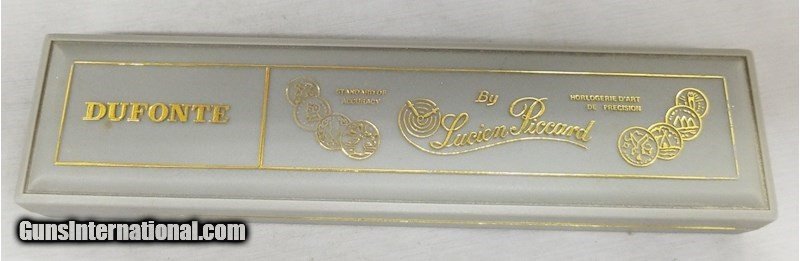 DUFONTE
STANDARD OF
ACCURACY
By
Lucien Piccard
HORLOGERIE D'ART
DE PRECISION
GunsInternational.com